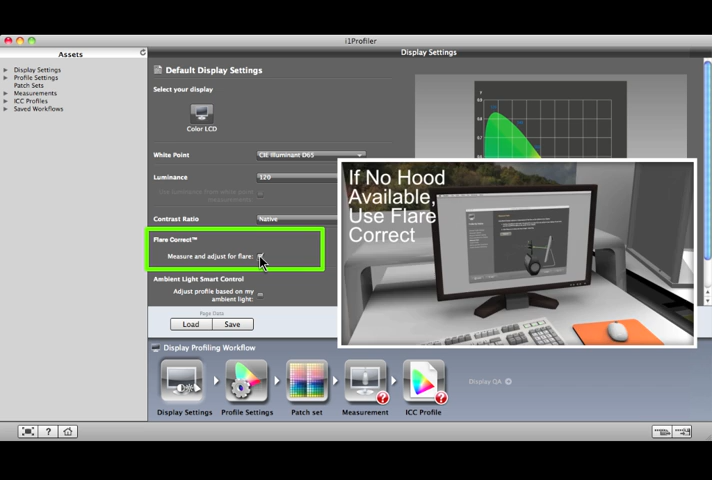 i1Profiler
Assets
Display Settings
Display Settings
Profile Settings
Patch Sets
Measurements
ICC Profiles
Saved Workflows
Default Display Settings
Select your display
Color LCD
White Point
CIE Illuminant D65
Luminance
120
Contrast Ratio
Native
Flare Correct™
Measure and adjust for flare:
Ambient Light Smart Control
Adjust profile based on my
ambient light:
Page Data
Load
Save
If No Hood
Available,
Use Flare
Correct
Display Profiling Workflow
Display Settings
Profile Settings
Patch set
Measurement
ICC Profile
Display QA